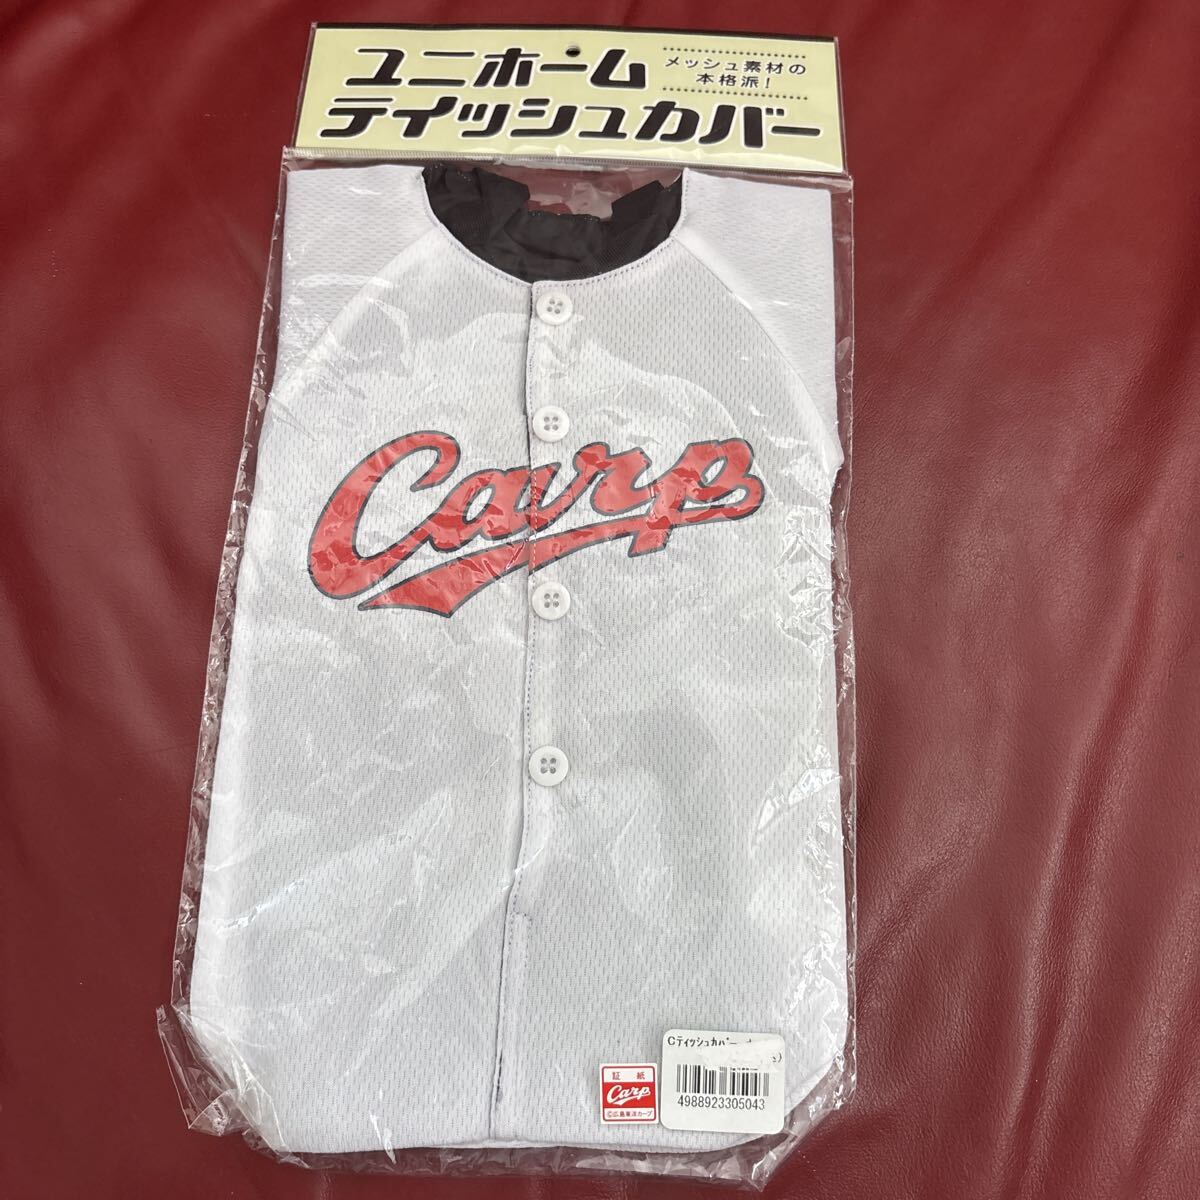 ユニホーム
メッシュ素材の
本格派!
ティッシュカバー
Carp
証紙
Carp
©広島東洋カープ
Cティッシュカバー
4988923305043